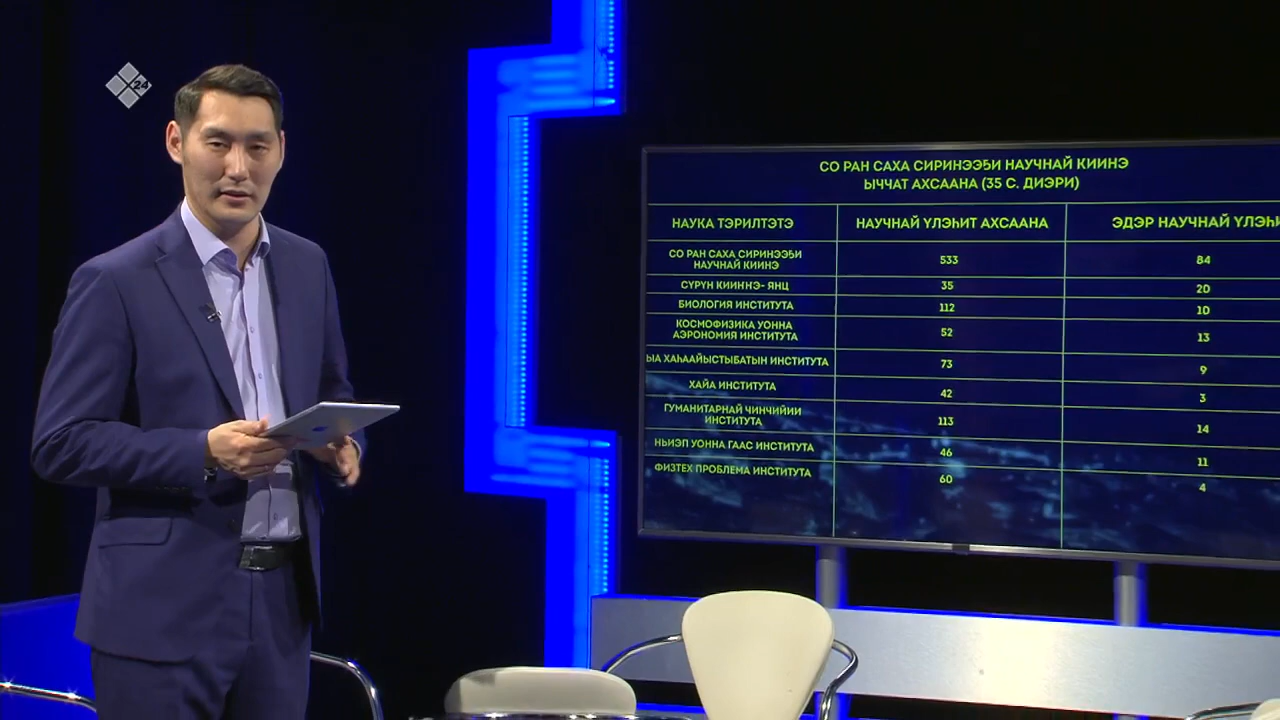 X24
СО РАН САХА СИРИНЭЭҔИ НАУЧНАЙ КИИНЭ
ЫЧЧАТ АХСААНА (35 С. ДИЭРИ)
НАУКА ТЭРИЛТЭТЭ
НАУЧНАЙ ҮЛЭҺИТ АХСААНА
ЭДЭР НАУЧНАЙ ҮЛЭҺИ
СО РАН САХА СИРИНЭЭҔИ
НАУЧНАЙ КИИНЭ
533
84
СҮРҮН КИИҤҤЭ- ЯНЦ
35
20
БИОЛОГИЯ ИНСТИТУТА
112
10
КОСМОФИЗИКА УОННА
АЭРОНОМИЯ ИНСТИТУТА
52
13
ЫА ХАҺААЙЫСТЫБАТЫН ИНСТИТУТА
73
9
ХАЙА ИНСТИТУТА
42
3
ГУМАНИТАРНАЙ ЧИНЧИЙИИ
ИНСТИТУТА
113
14
НЬИЭП УОННА ГААС ИНСТИТУТА
46
11
ФИЗТЕХ ПРОБЛЕМА ИНСТИТУТА
60
4